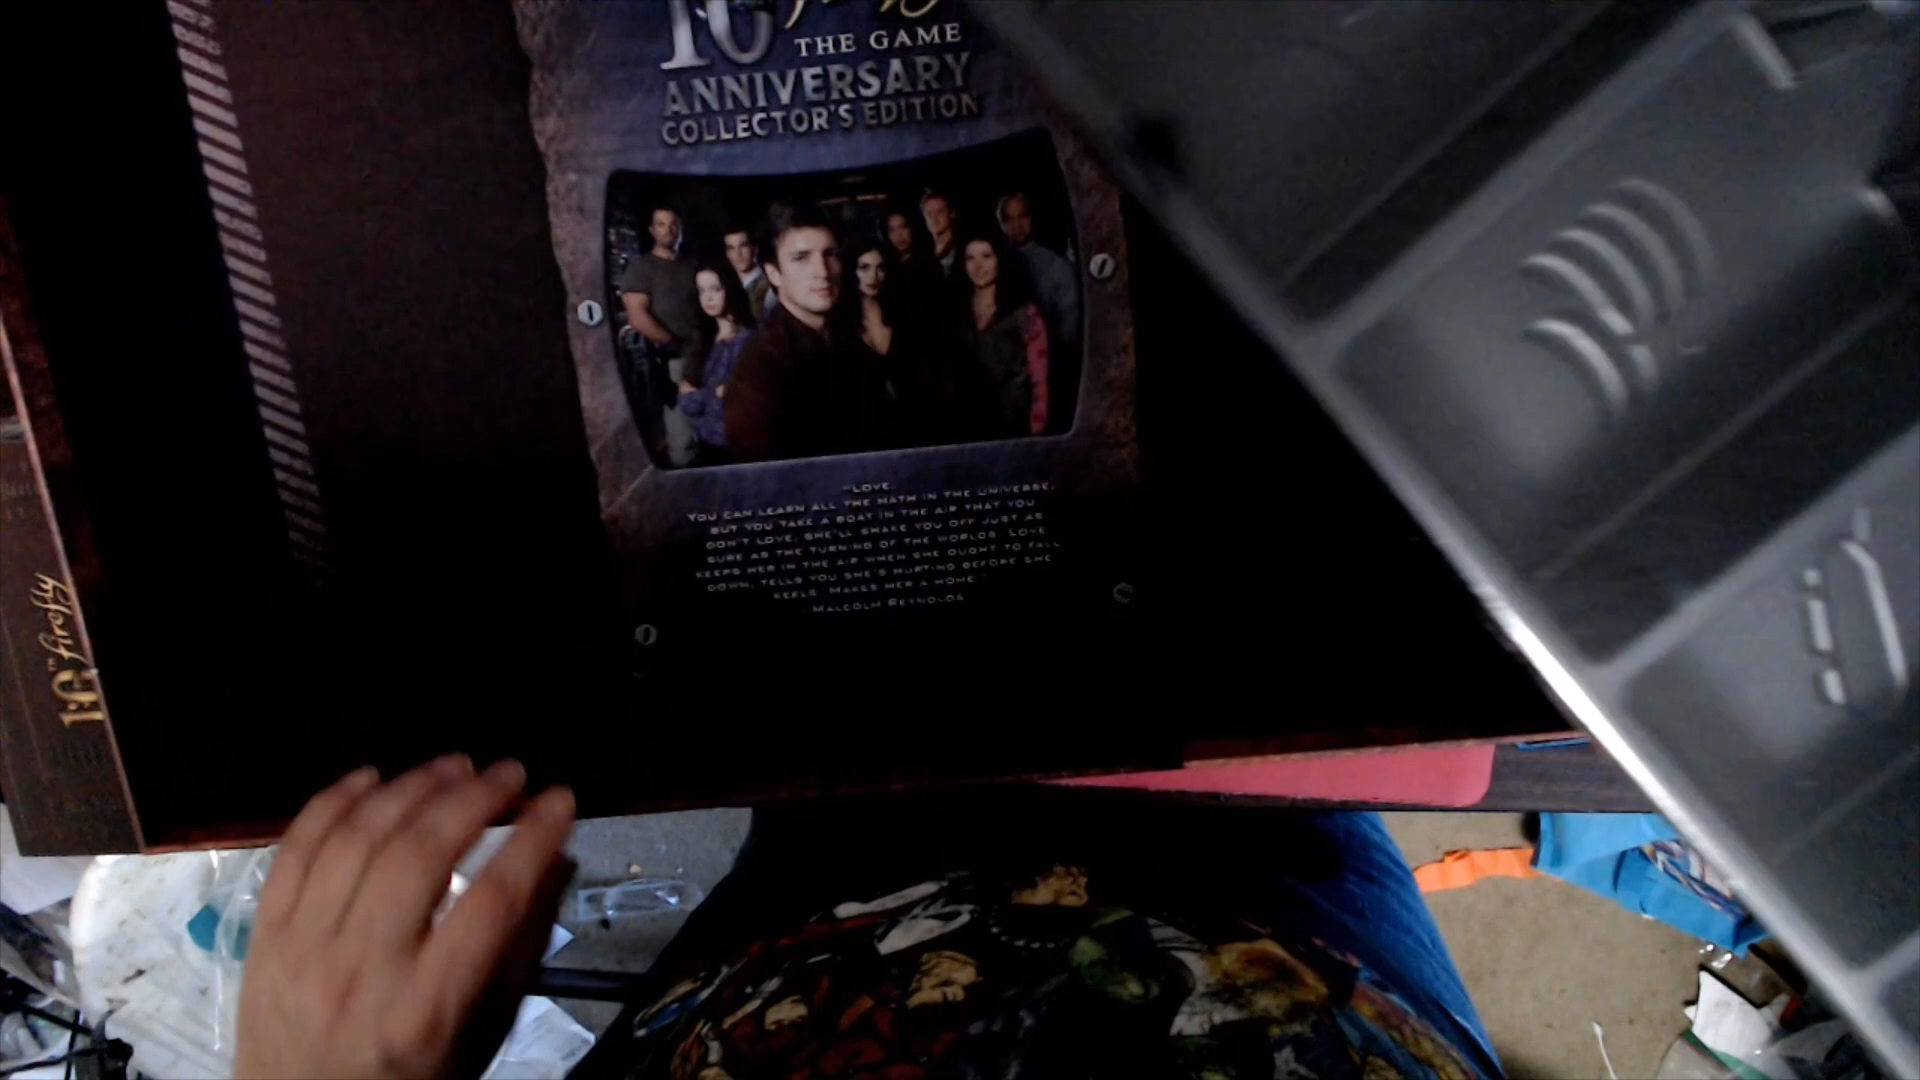 10
THE GAME
ANNIVERSARY
COLLECTOR'S EDITION
"LOVE.
YOU CAN LEARN ALL THE MATH IN THE UNIVERSE,
BUT YOU TAKE A BOAT IN THE AIR THAT YOU
DON'T LOVE, SHE'LL SHAKE YOU OFF JUST AS
SURE AS THE TURNING OF THE WORLDS. LOVE
KEEPS HER IN THE AIR WHEN SHE OUGHT TO FALL
DOWN, TELLS YOU SHE'S HURTING BEFORE SHE
KEELS. MAKES HER A HOME."
- MALCOLM REYNOLDS
10th firefly